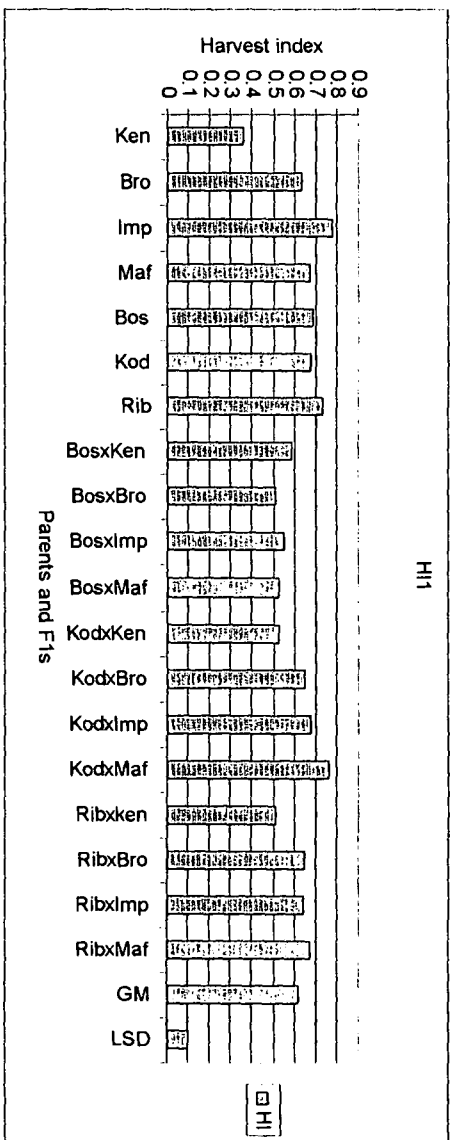 HI1
Harvest index
0.9
0.8
0.7
0.6
0.5
0.4
0.3
0.2
0.1
0
Ken
Bro
Imp
Maf
Bos
Kod
Rib
BosxKen
BosxBro
BosxImp
BosxMaf
KodxKen
KodxBro
KodxImp
KodxMaf
Ribxken
RibxBro
RibxImp
RibxMaf
GM
LSD
Parents and F1s
HI